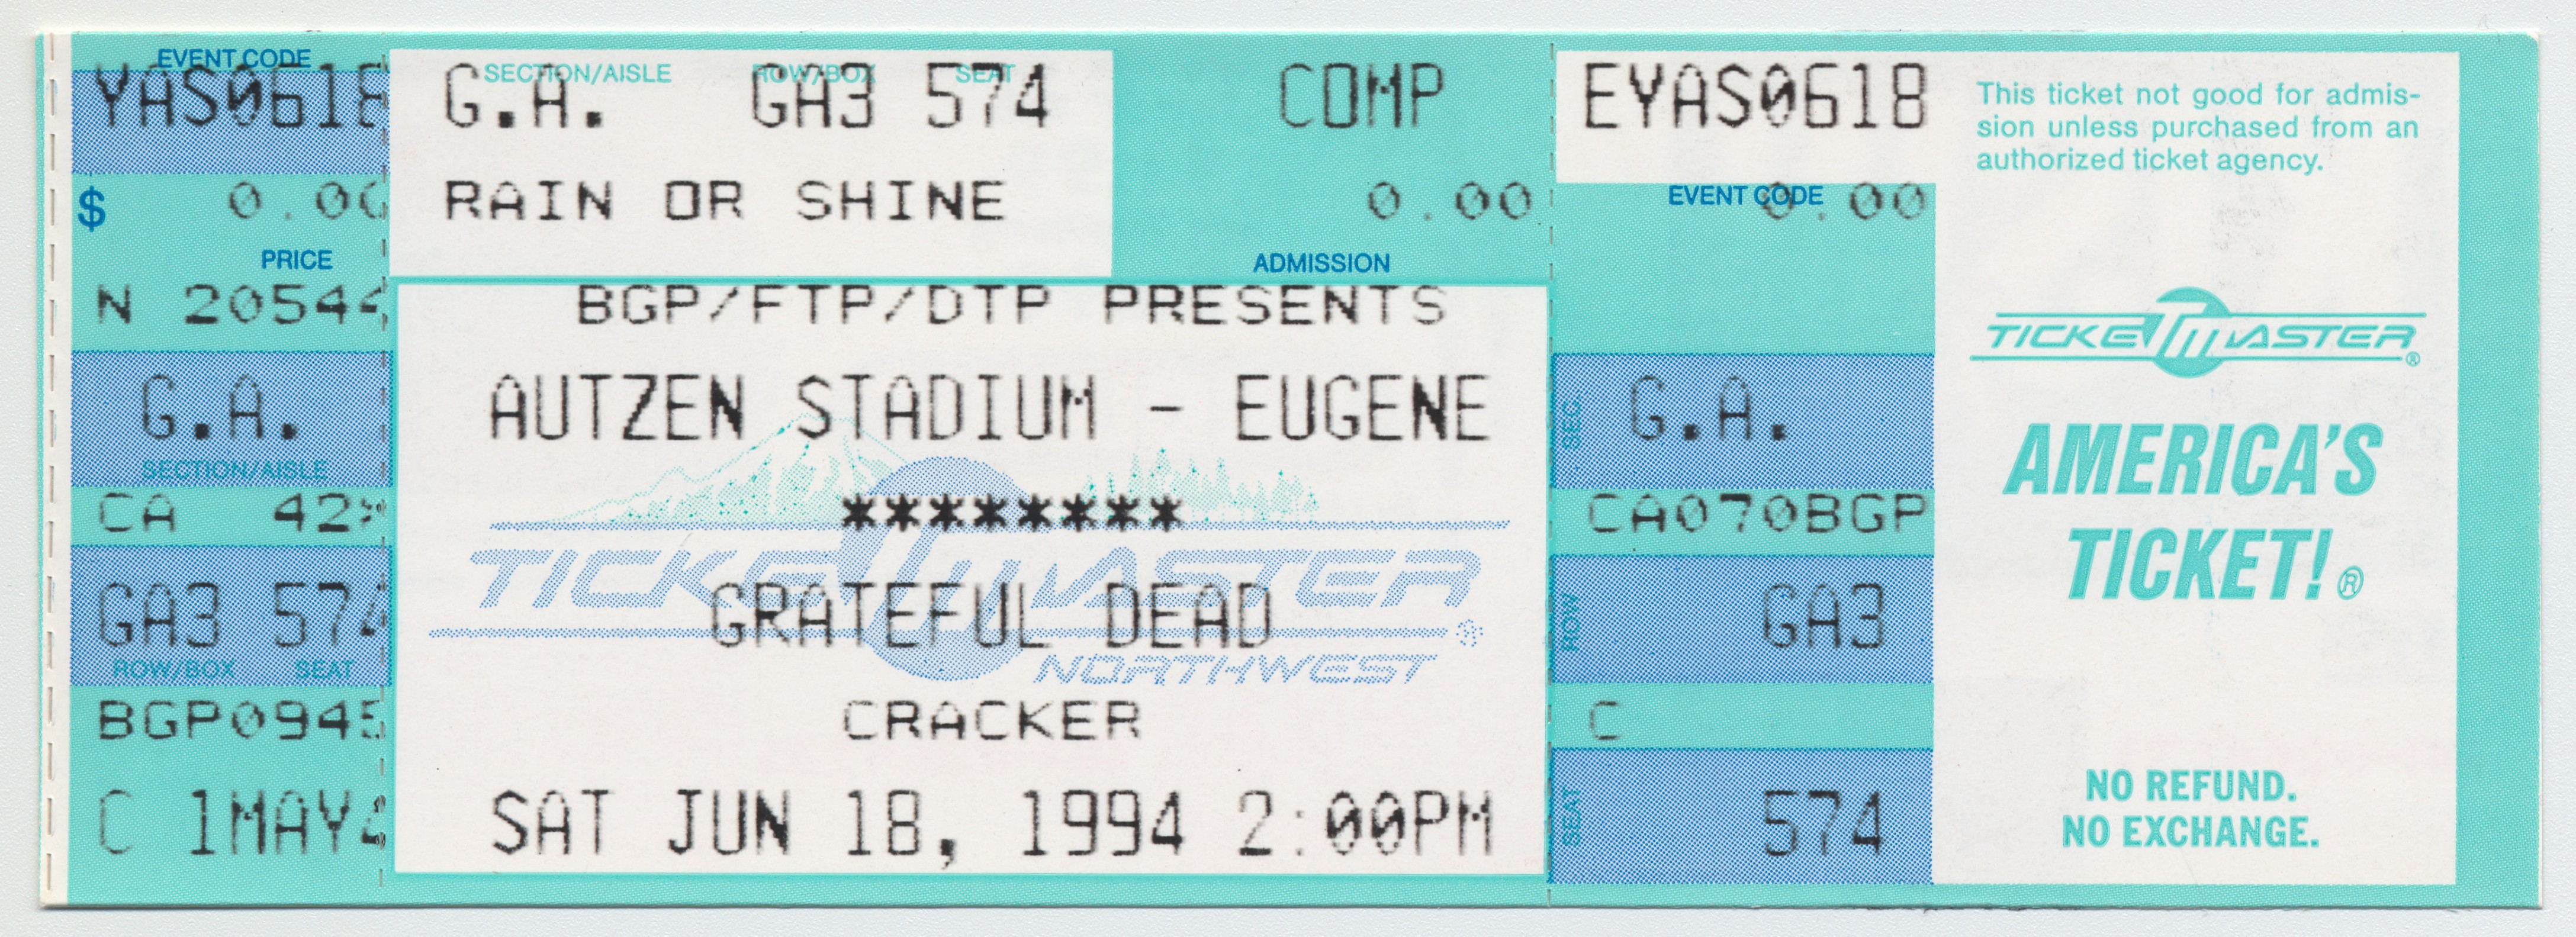 EVENT CODE
YAS0618
$ 0.00
PRICE
N 20544
G.A.
SECTION/AISLE
CA 42×
GA3 574
ROW/BOX SEAT
BGP094
C 1MAY4
SECTION/AISLE ROW/BOX SEAT
G.A. GA3 574
RAIN OR SHINE
COMP
0.00
ADMISSION
BGP/FTP/DTP PRESENTS
AUTZEN STADIUM - EUGENE
********
TICKETMASTER
GRATEFUL DEAD
NORTHWEST
CRACKER
SAT JUN 18, 1994 2:00PM
EYAS0618
EVENT CODE
0.00
SEC. G.A.
CA070BGP
ROW GA3
C
SEAT 574
This ticket not good for admis-
sion unless purchased from an
authorized ticket agency.
TICKETMASTER®
AMERICA'S
TICKET!®
NO REFUND.
NO EXCHANGE.